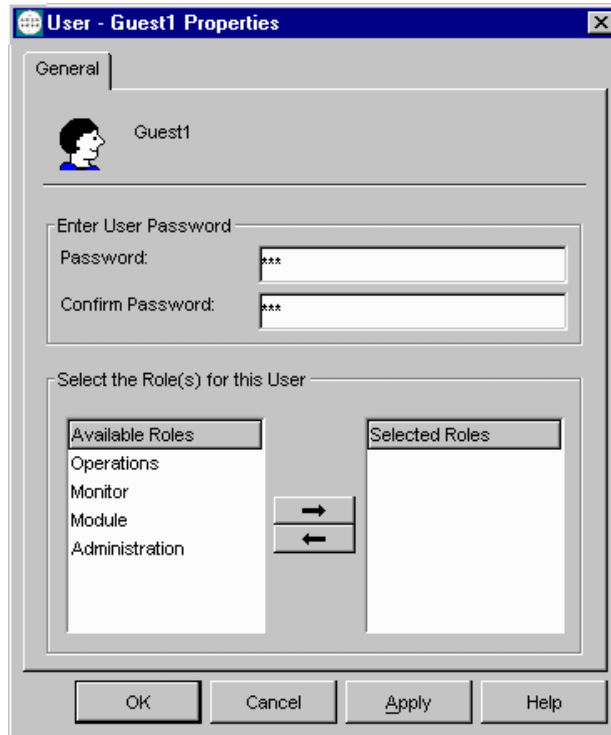 User - Guest1 Properties
General
Guest1
Enter User Password
Password: ***
Confirm Password: ***
Select the Role(s) for this User
Available Roles
Operations
Monitor
Module
Administration
Selected Roles
OK Cancel Apply Help